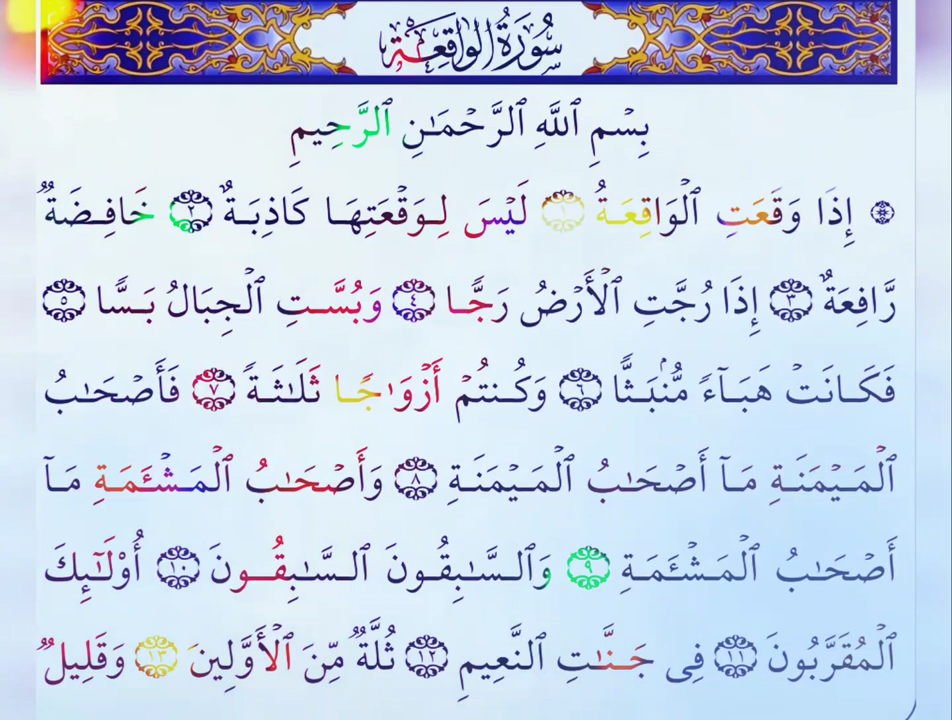 سُورَةُ الوَاقِعَةِ
بِسْمِ ٱللَّهِ ٱلرَّحْمَـٰنِ ٱلرَّحِيمِ
۞ إِذَا وَقَعَتِ ٱلْوَاقِعَةُ ١ لَيْسَ لِوَقْعَتِهَا كَاذِبَةٌ ٢ خَافِضَةٌ
رَّافِعَةٌ ٣ إِذَا رُجَّتِ ٱلْأَرْضُ رَجًّا ٤ وَبُسَّتِ ٱلْجِبَالُ بَسًّا ٥
فَكَانَتْ هَبَآءً مُّنۢبَثًّا ٦ وَكُنتُمْ أَزْوَٰجًا ثَلَـٰثَةً ٧ فَأَصْحَـٰبُ
ٱلْمَيْمَنَةِ مَآ أَصْحَـٰبُ ٱلْمَيْمَنَةِ ٨ وَأَصْحَـٰبُ ٱلْمَشْـَٔمَةِ مَآ
أَصْحَـٰبُ ٱلْمَشْـَٔمَةِ ٩ وَٱلسَّـٰبِقُونَ ٱلسَّـٰبِقُونَ ١٠ أُو۟لَـٰٓئِكَ
ٱلْمُقَرَّبُونَ ١١ فِى جَنَّـٰتِ ٱلنَّعِيمِ ١٢ ثُلَّةٌ مِّنَ ٱلْأَوَّلِينَ ١٣ وَقَلِيلٌ